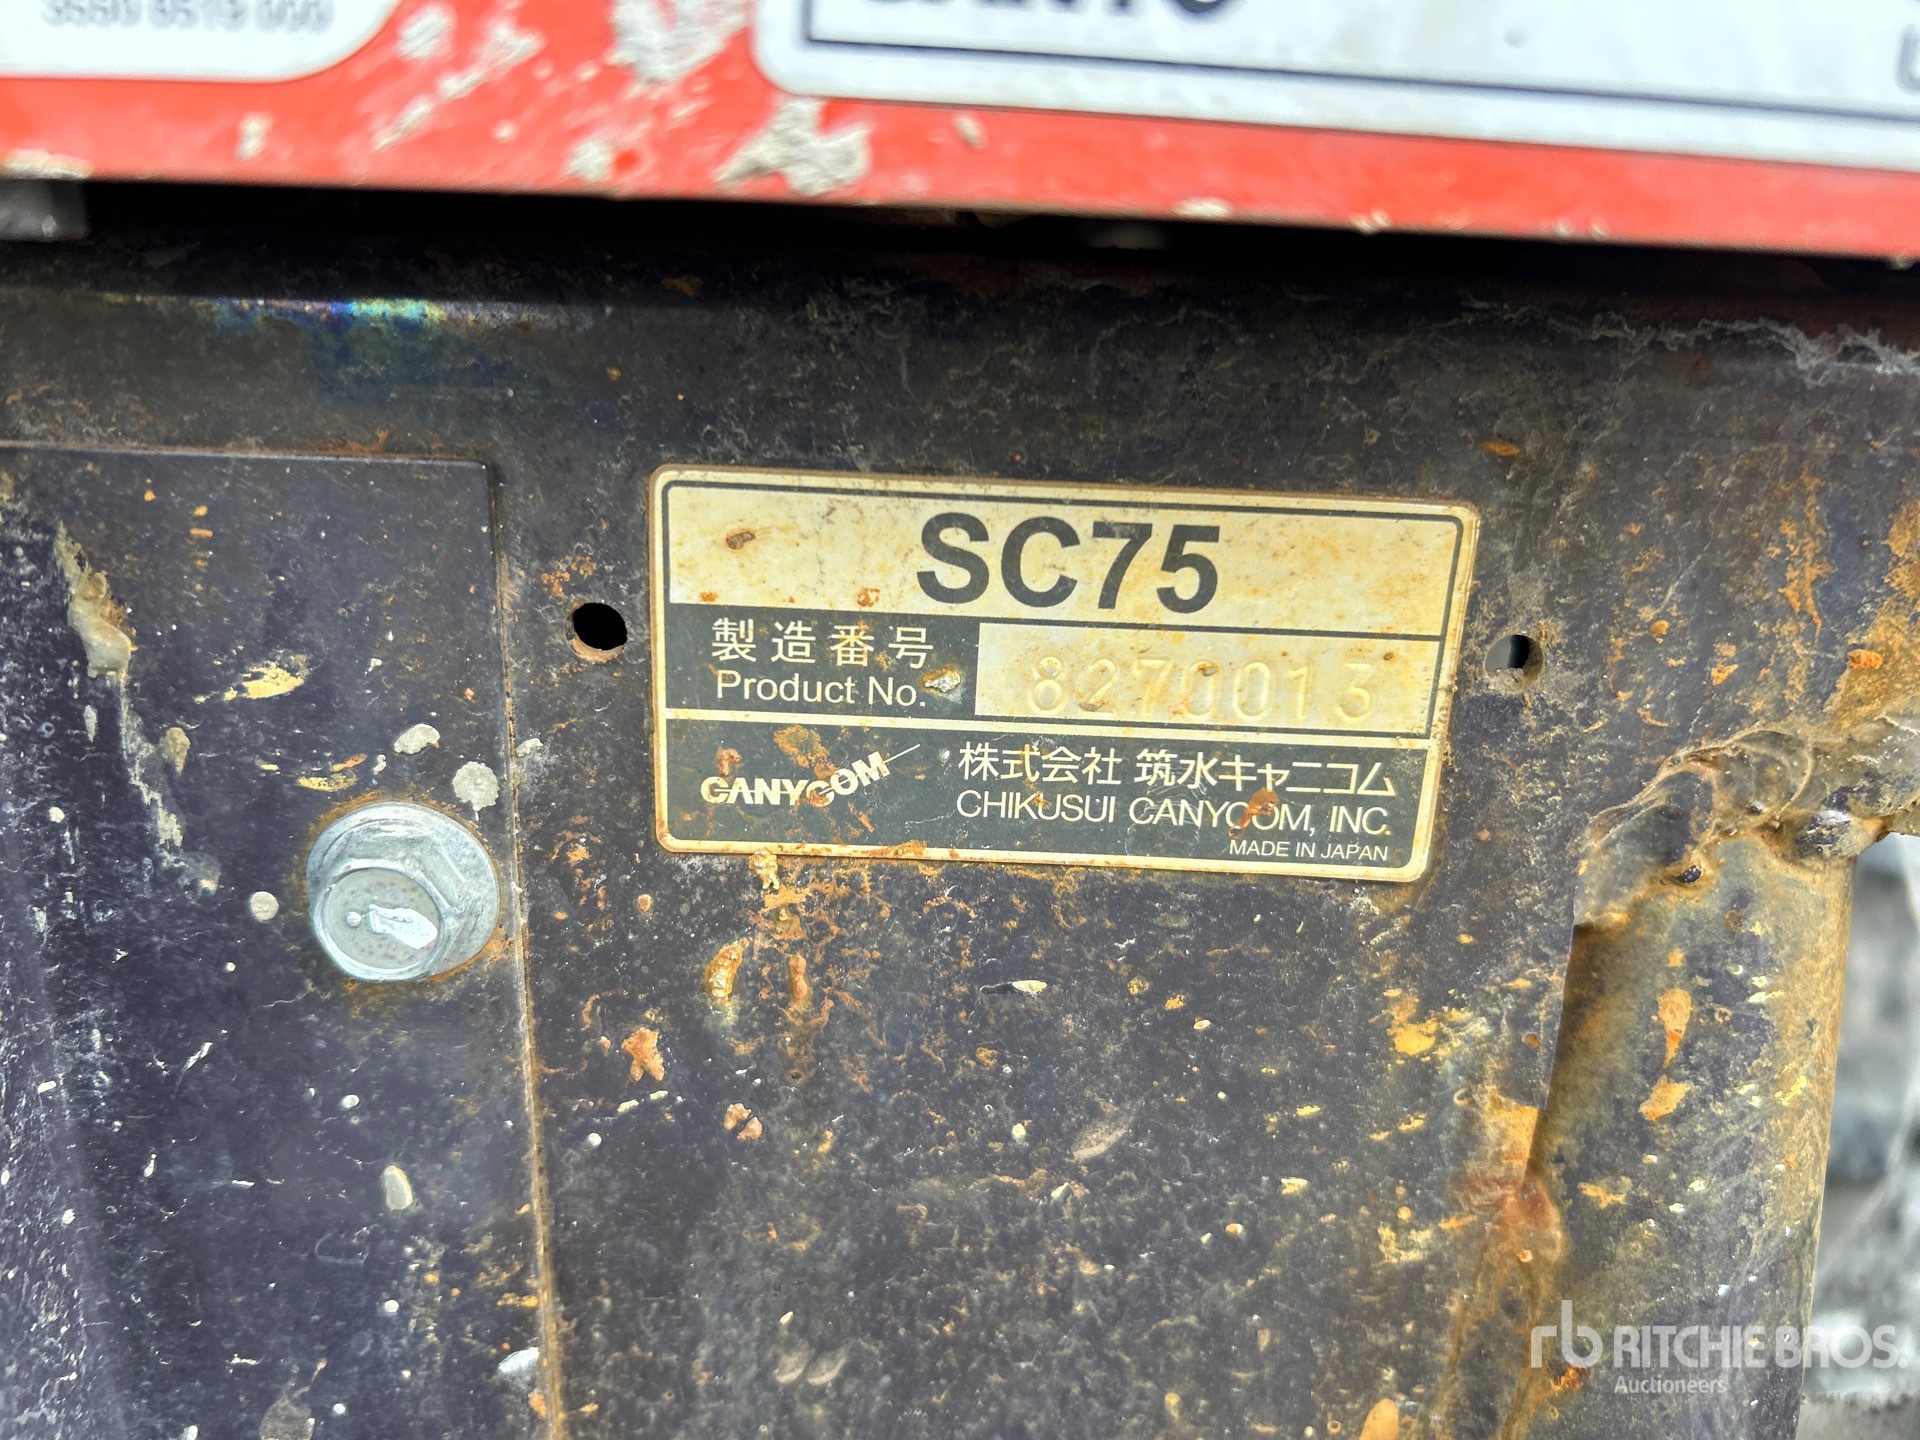 SC75
製造番号
Product No.
8270013
CANYCOM
株式会社 筑水キャニコム
CHIKUSUI CANYCOM, INC.
MADE IN JAPAN
rb RITCHIE BROS.
Auctioneers